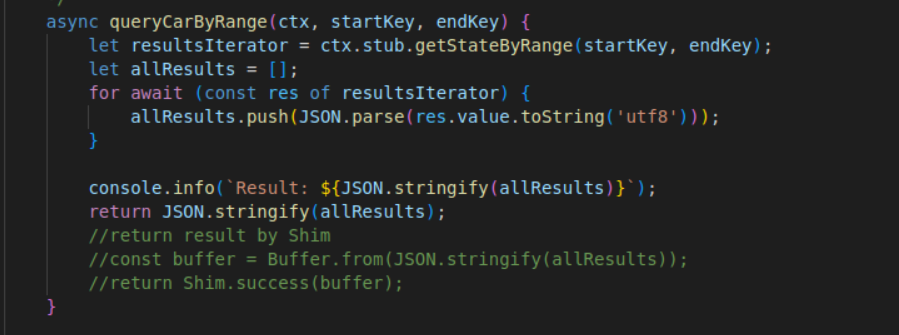 async queryCarByRange(ctx, startKey, endKey) {
    let resultsIterator = ctx.stub.getStateByRange(startKey, endKey);
    let allResults = [];
    for await (const res of resultsIterator) {
        allResults.push(JSON.parse(res.value.toString('utf8')));
    }

    console.info(`Result: ${JSON.stringify(allResults)}`);
    return JSON.stringify(allResults);
    //return result by Shim
    //const buffer = Buffer.from(JSON.stringify(allResults));
    //return Shim.success(buffer);
}